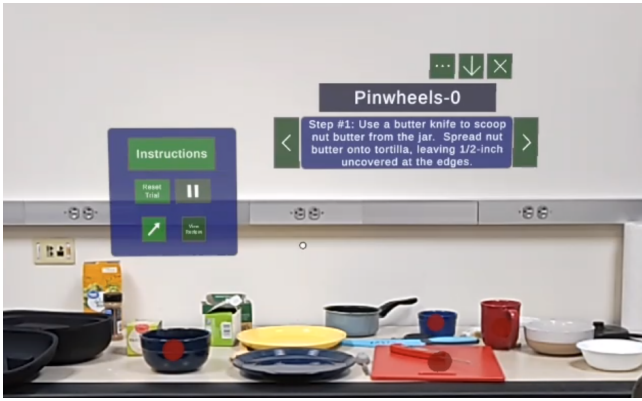 Pinwheels-0
Step #1: Use a butter knife to scoop
nut butter from the jar. Spread nut
butter onto tortilla, leaving 1/2-inch
uncovered at the edges.
Instructions
Reset
Trial